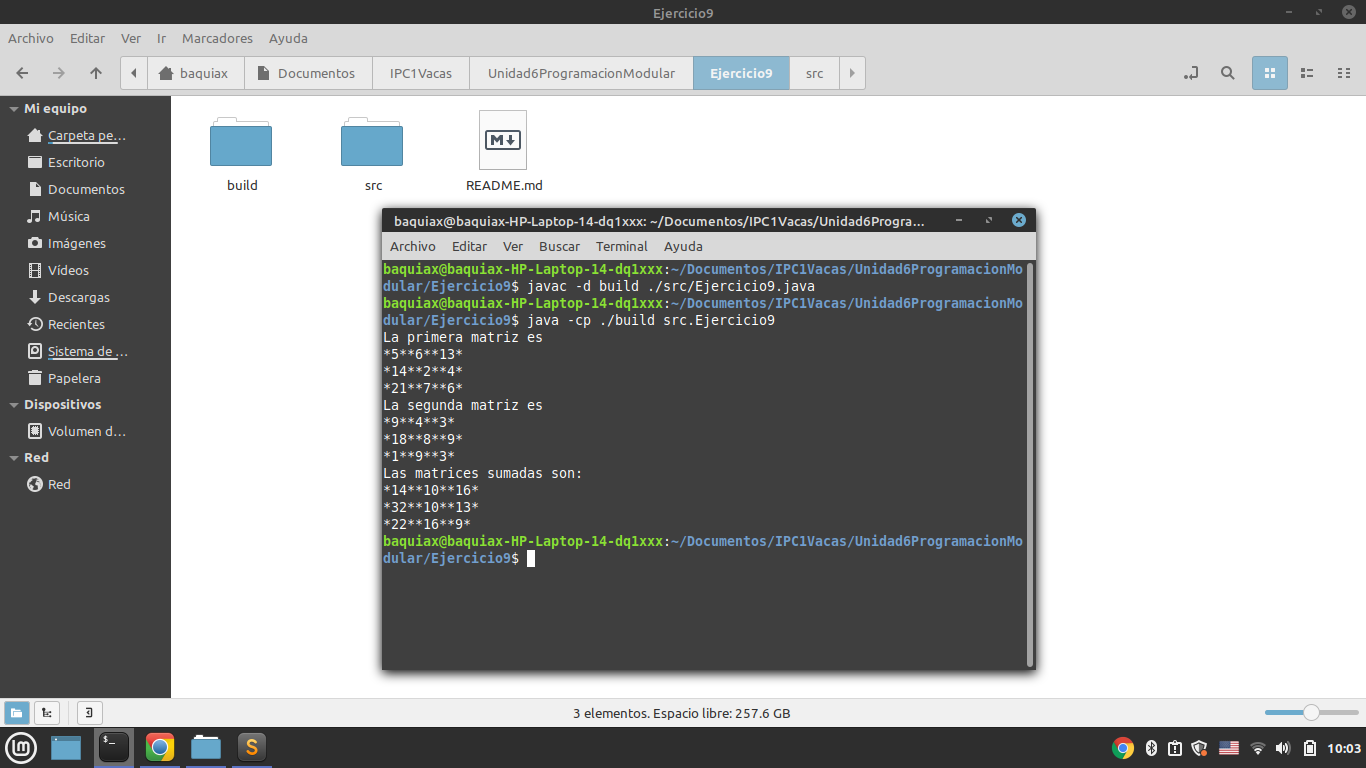 Ejercicio9
Archivo Editar Ver Ir Marcadores Ayuda
baquiax Documentos IPC1Vacas Unidad6ProgramacionModular Ejercicio9 src
Mi equipo
Carpeta pe...
Escritorio
Documentos
Música
Imágenes
Vídeos
Descargas
Recientes
Sistema de ...
Papelera
Dispositivos
Volumen d...
Red
Red
build src README.md
baquiax@baquiax-HP-Laptop-14-dq1xxx: ~/Documentos/IPC1Vacas/Unidad6Progra...
Archivo Editar Ver Buscar Terminal Ayuda
baquiax@baquiax-HP-Laptop-14-dq1xxx:~/Documentos/IPC1Vacas/Unidad6ProgramacionMo
dular/Ejercicio9$ javac -d build ./src/Ejercicio9.java
baquiax@baquiax-HP-Laptop-14-dq1xxx:~/Documentos/IPC1Vacas/Unidad6ProgramacionMo
dular/Ejercicio9$ java -cp ./build src.Ejercicio9
La primera matriz es
*5**6**13*
*14**2**4*
*21**7**6*
La segunda matriz es
*9**4**3*
*18**8**9*
*1**9**3*
Las matrices sumadas son:
*14**10**16*
*32**10**13*
*22**16**9*
baquiax@baquiax-HP-Laptop-14-dq1xxx:~/Documentos/IPC1Vacas/Unidad6ProgramacionMo
dular/Ejercicio9$
3 elementos. Espacio libre: 257.6 GB
10:03